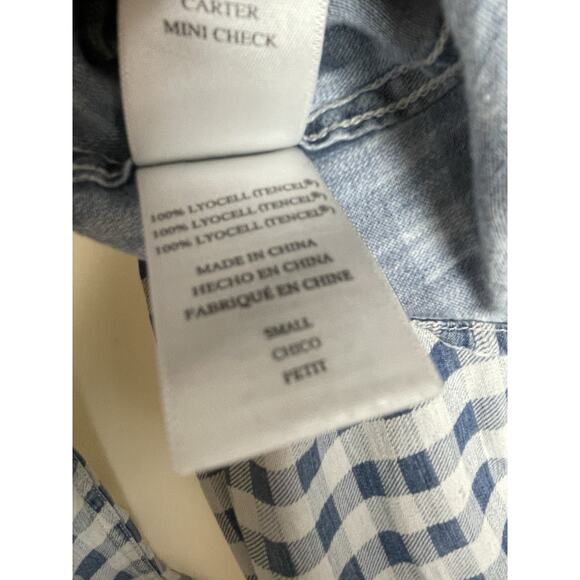 CARTER
MINI CHECK
100% LYOCELL (TENCEL®)
100% LYOCELL (TENCEL®)
100% LYOCELL (TENCEL®)
MADE IN CHINA
HECHO EN CHINA
FABRIQUÉ EN CHINE
SMALL
CHICO
PETIT